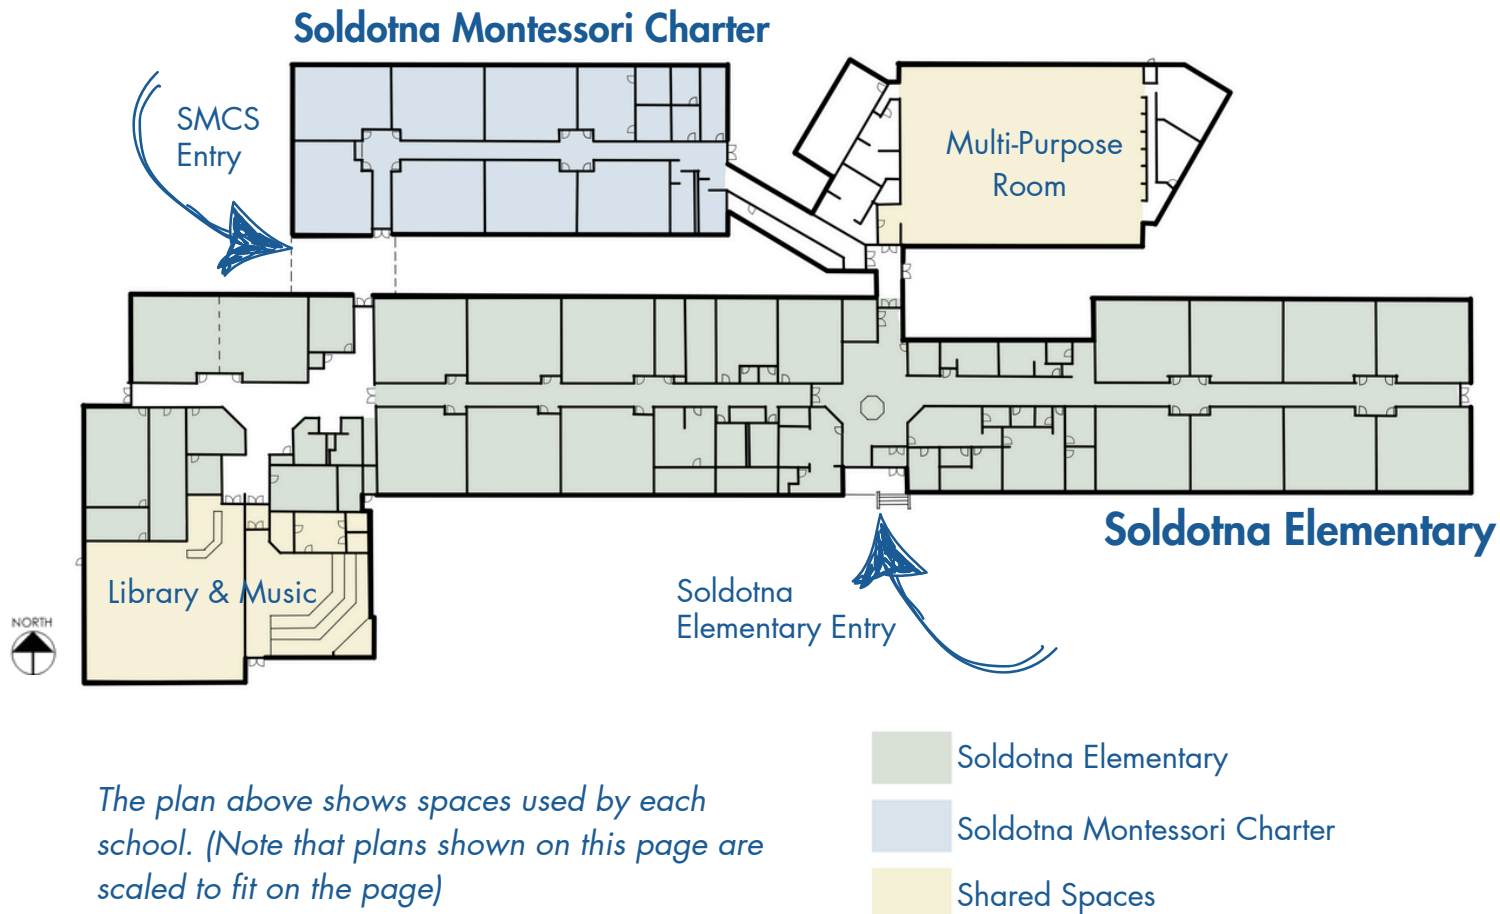 Soldotna Montessori Charter
SMCS
Entry
Multi-Purpose
Room
Soldotna Elementary
Library & Music
Soldotna
Elementary Entry
NORTH
Soldotna Elementary
The plan above shows spaces used by each
school. (Note that plans shown on this page are
scaled to fit on the page)
Soldotna Montessori Charter
Shared Spaces